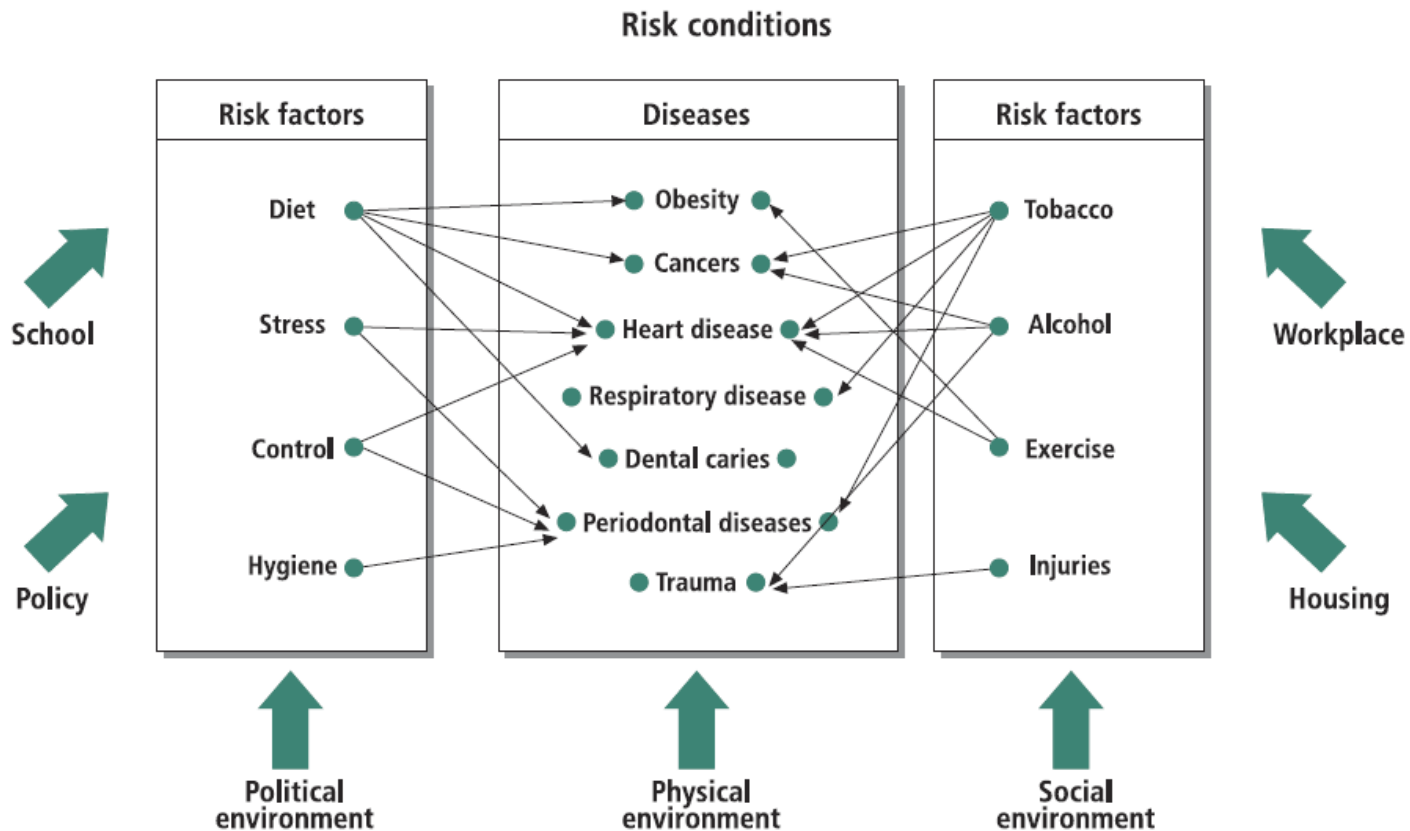 Risk conditions
Risk factors
Diseases
Risk factors
Diet
Stress
Control
Hygiene
Obesity
Cancers
Heart disease
Respiratory disease
Dental caries
Periodontal diseases
Trauma
Tobacco
Alcohol
Exercise
Injuries
School
Policy
Workplace
Housing
Political
environment
Physical
environment
Social
environment